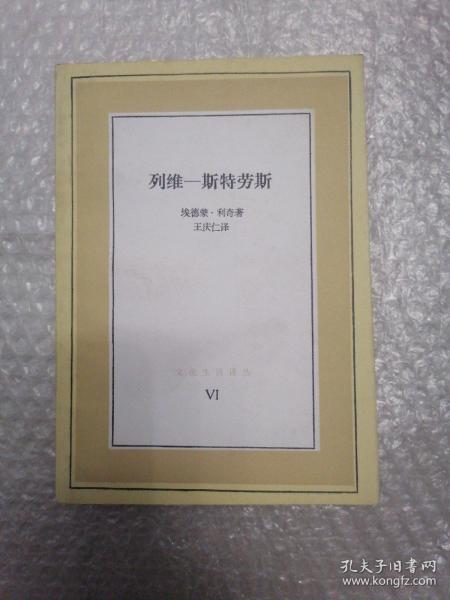 列维—斯特劳斯
埃德蒙·利奇著
王庆仁译
文化生活译丛
VI
孔夫子旧书网
www.kongfz.com